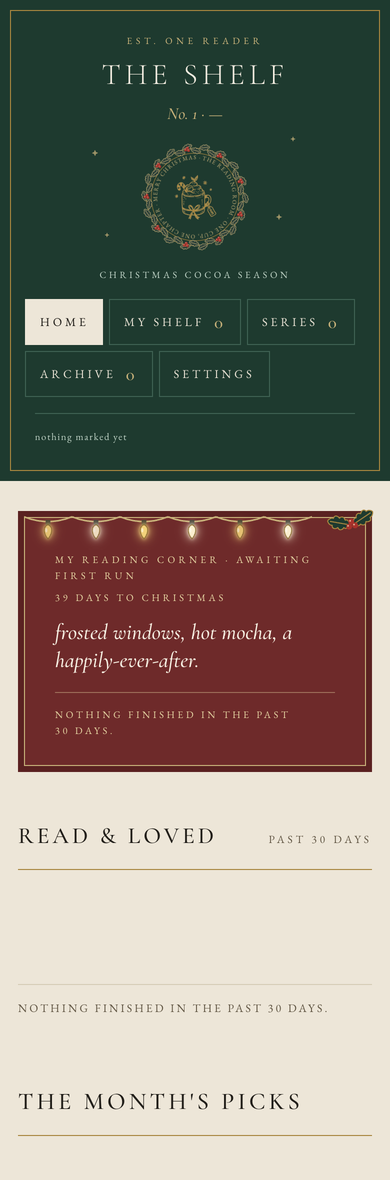 EST. ONE READER
THE SHELF
No. 1 · —
MERRY CHRISTMAS · THE READING ROOM · ONE CUP, ONE CHAPTER
CHRISTMAS COCOA SEASON
HOME
MY SHELF 0
SERIES 0
ARCHIVE 0
SETTINGS
nothing marked yet
MY READING CORNER · AWAITING
FIRST RUN
39 DAYS TO CHRISTMAS
frosted windows, hot mocha, a
happily-ever-after.
NOTHING FINISHED IN THE PAST
30 DAYS.
READ & LOVED
PAST 30 DAYS
NOTHING FINISHED IN THE PAST 30 DAYS.
THE MONTH'S PICKS